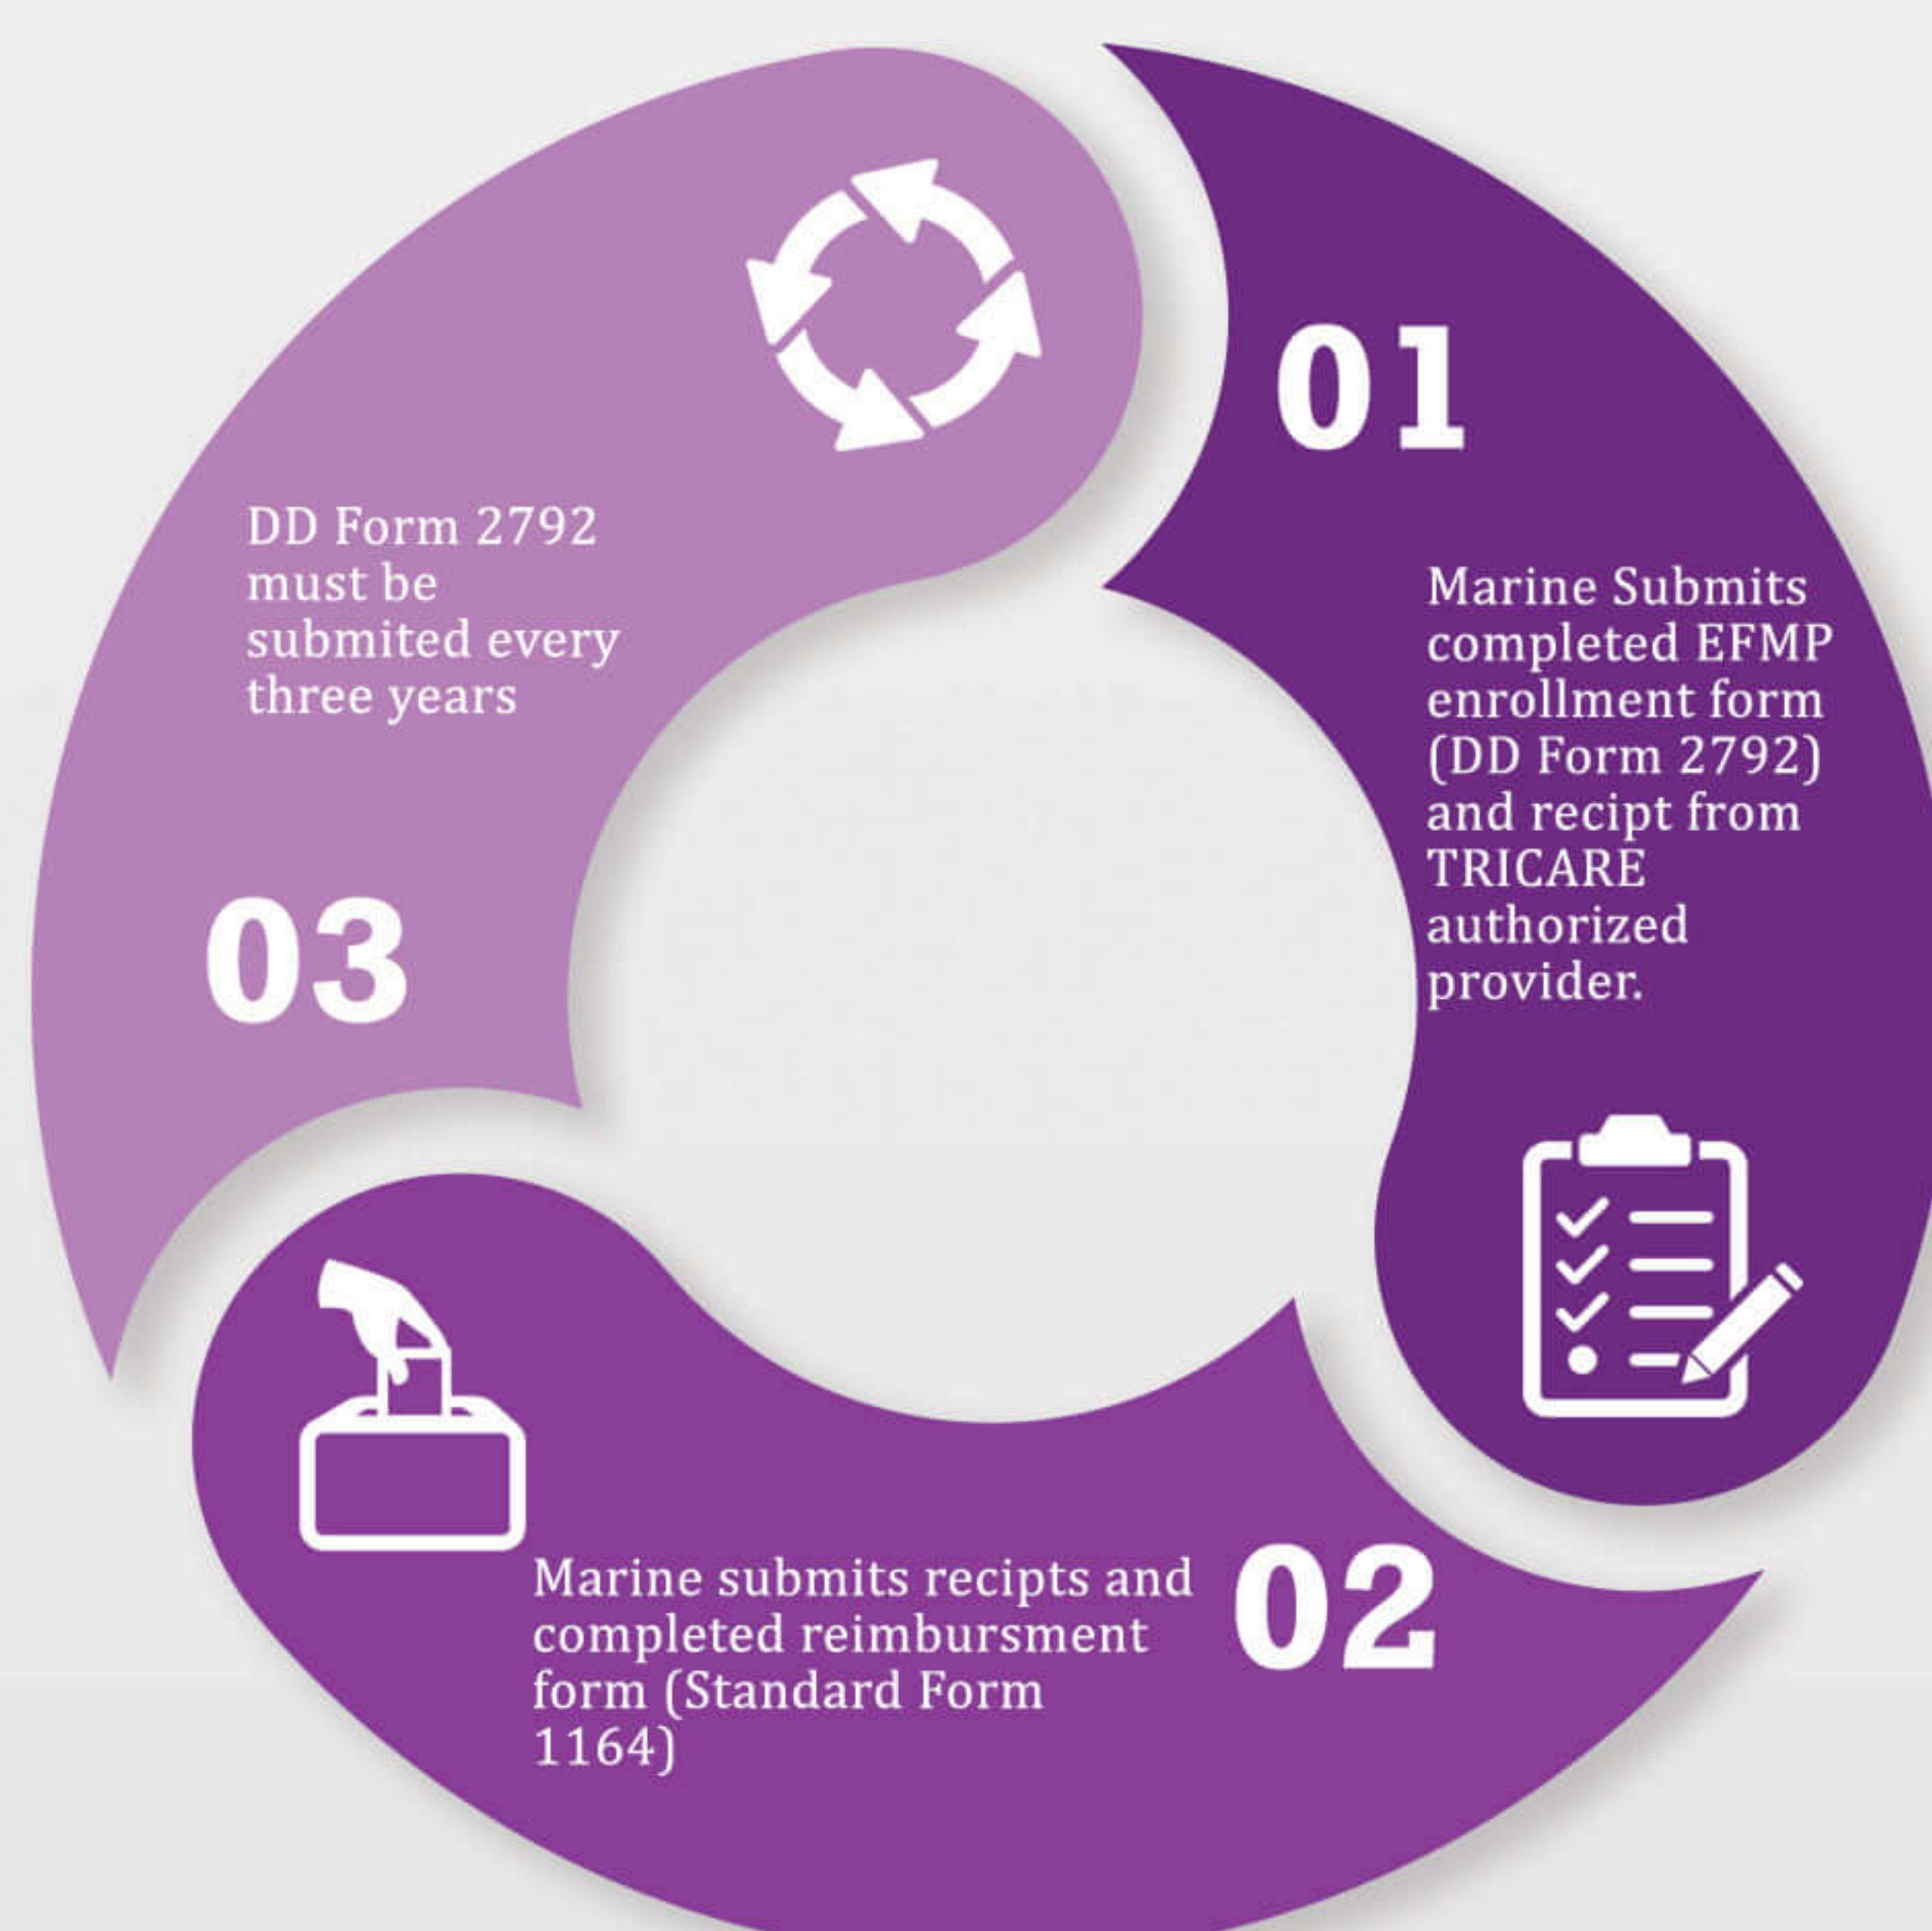 01
Marine Submits
completed EFMP
enrollment form
(DD Form 2792)
and recipt from
TRICARE
authorized
provider.
02
Marine submits recipts and
completed reimbursment
form (Standard Form
1164)
03
DD Form 2792
must be
submited every
three years